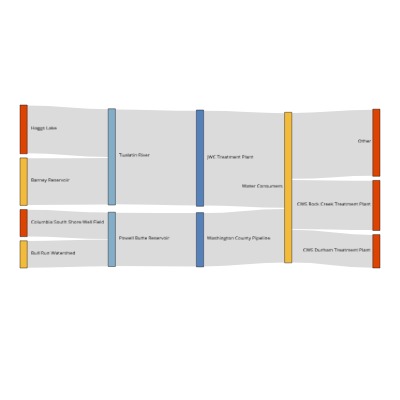 Haggs Lake
Barney Reservoir
Columbia South Shore Well Field
Bull Run Watershed
Tualatin River
Powell Butte Reservoir
JWC Treatment Plant
Washington County Pipeline
Water Consumers
Other
CWS Rock Creek Treatment Plant
CWS Durham Treatment Plant